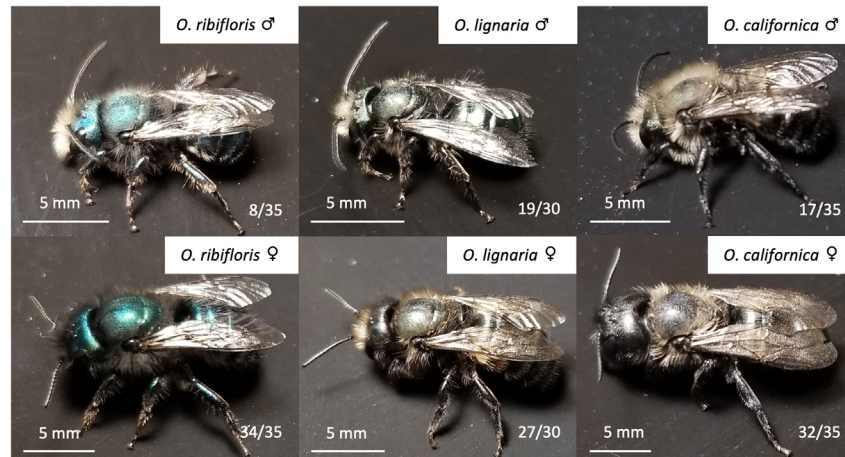 O. ribifloris ♂
5 mm
8/35
O. lignaria ♂
5 mm
19/30
O. californica ♂
5 mm
17/35
O. ribifloris ♀
5 mm
34/35
O. lignaria ♀
5 mm
27/30
O. californica ♀
5 mm
32/35